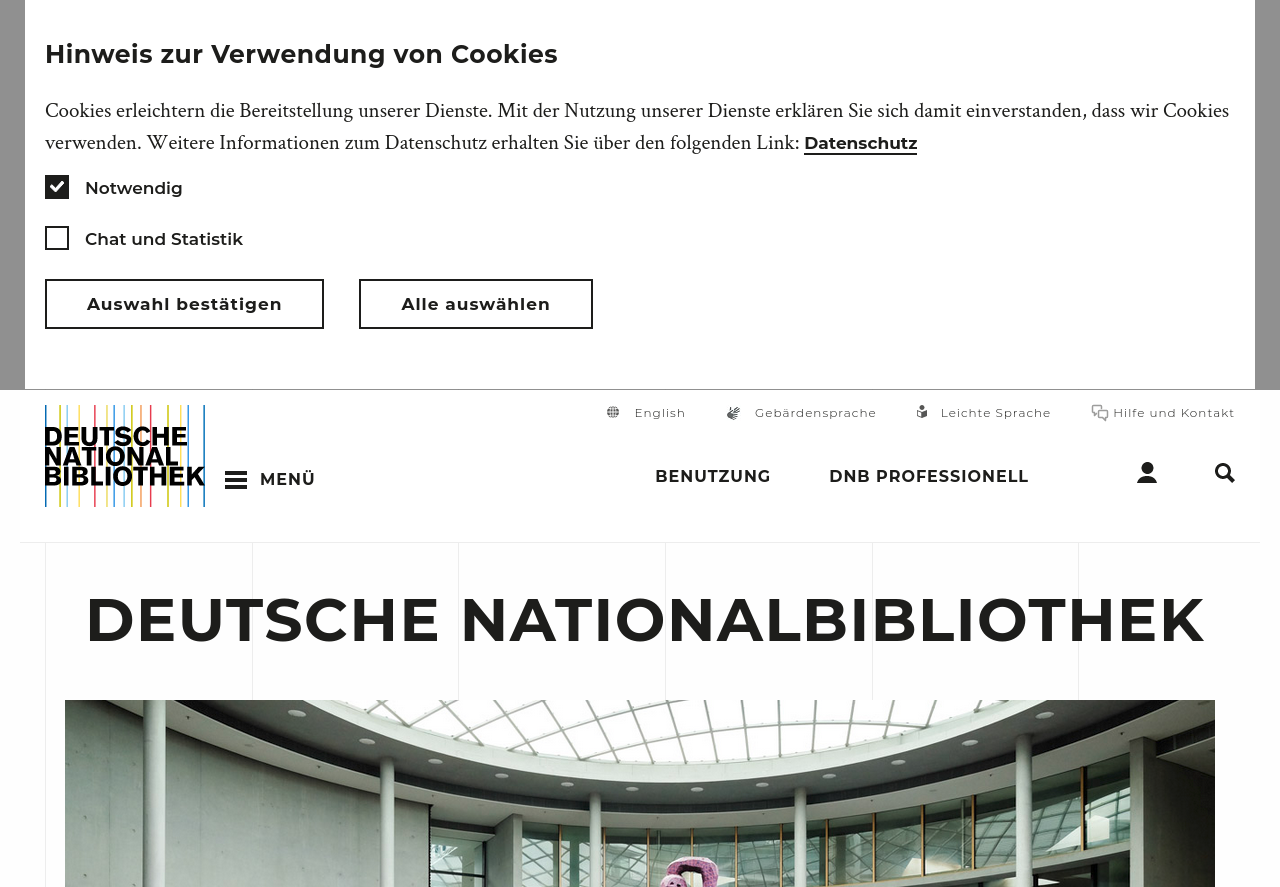 Hinweis zur Verwendung von Cookies
Cookies erleichtern die Bereitstellung unserer Dienste. Mit der Nutzung unserer Dienste erklären Sie sich damit einverstanden, dass wir Cookies
verwenden. Weitere Informationen zum Datenschutz erhalten Sie über den folgenden Link: Datenschutz
Notwendig
Chat und Statistik
Auswahl bestätigen
Alle auswählen
English
Gebärdensprache
Leichte Sprache
Hilfe und Kontakt
DEUTSCHE
NATIONAL
BIBLIOTHEK
MENÜ
BENUTZUNG
DNB PROFESSIONELL
DEUTSCHE NATIONALBIBLIOTHEK